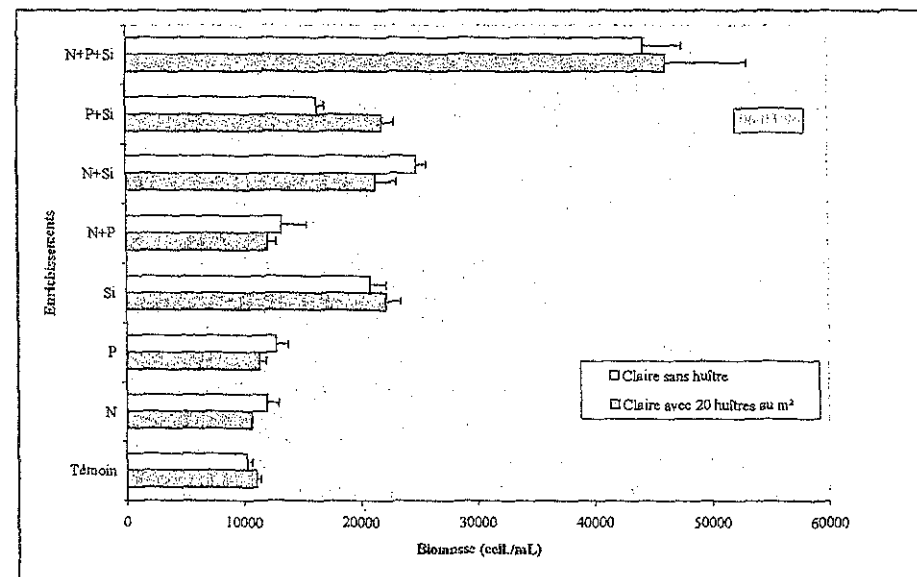 N+P+Si
P+Si
N+Si
N+P
Si
P
N
Témoin
Enrichissements
0 10000 20000 30000 40000 50000 60000
Biomasse (cell./mL)
Claire sans huître
Claire avec 20 huîtres au m²